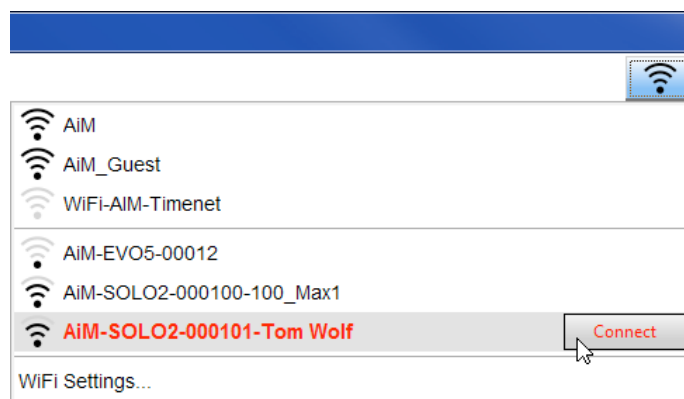 AiM
AiM_Guest
WiFi-AIM-Timenet
AiM-EVO5-00012
AiM-SOLO2-000100-100_Max1
AiM-SOLO2-000101-Tom Wolf Connect
WiFi Settings...